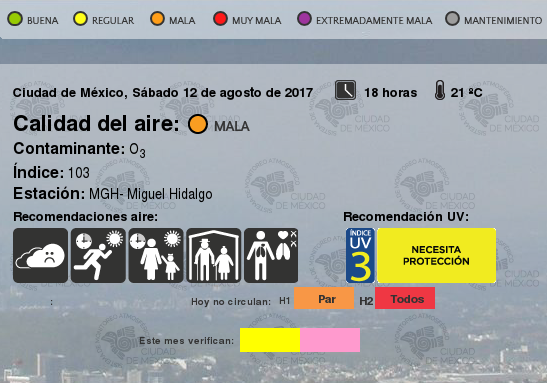 BUENA REGULAR MALA MUY MALA EXTREMADAMENTE MALA MANTENIMIENTO
Ciudad de México, Sábado 12 de agosto de 2017 18 horas 21 ºC
Calidad del aire: MALA
Contaminante: O3
Índice: 103
Estación: MGH- Miguel Hidalgo
Recomendaciones aire: Recomendación UV:
ÍNDICE
UV
3
NECESITA
PROTECCIÓN
: Hoy no circulan: H1 Par H2 Todos
Este mes verifican: